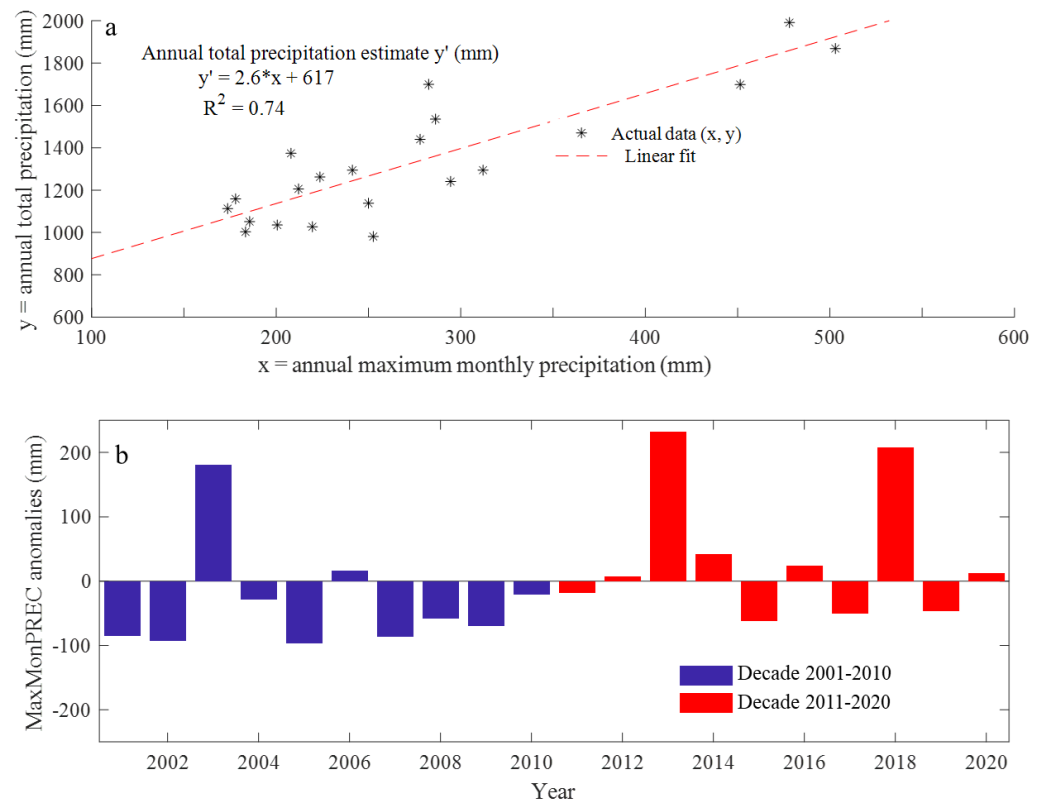 a
Annual total precipitation estimate y' (mm)
y' = 2.6*x + 617
R² = 0.74
Actual data (x, y)
Linear fit
2000
1800
1600
1400
1200
1000
800
600
y = annual total precipitation (mm)
100 200 300 400 500 600
x = annual maximum monthly precipitation (mm)
b
200
100
0
-100
-200
MaxMonPREC anomalies (mm)
Decade 2001-2010
Decade 2011-2020
2002 2004 2006 2008 2010 2012 2014 2016 2018 2020
Year